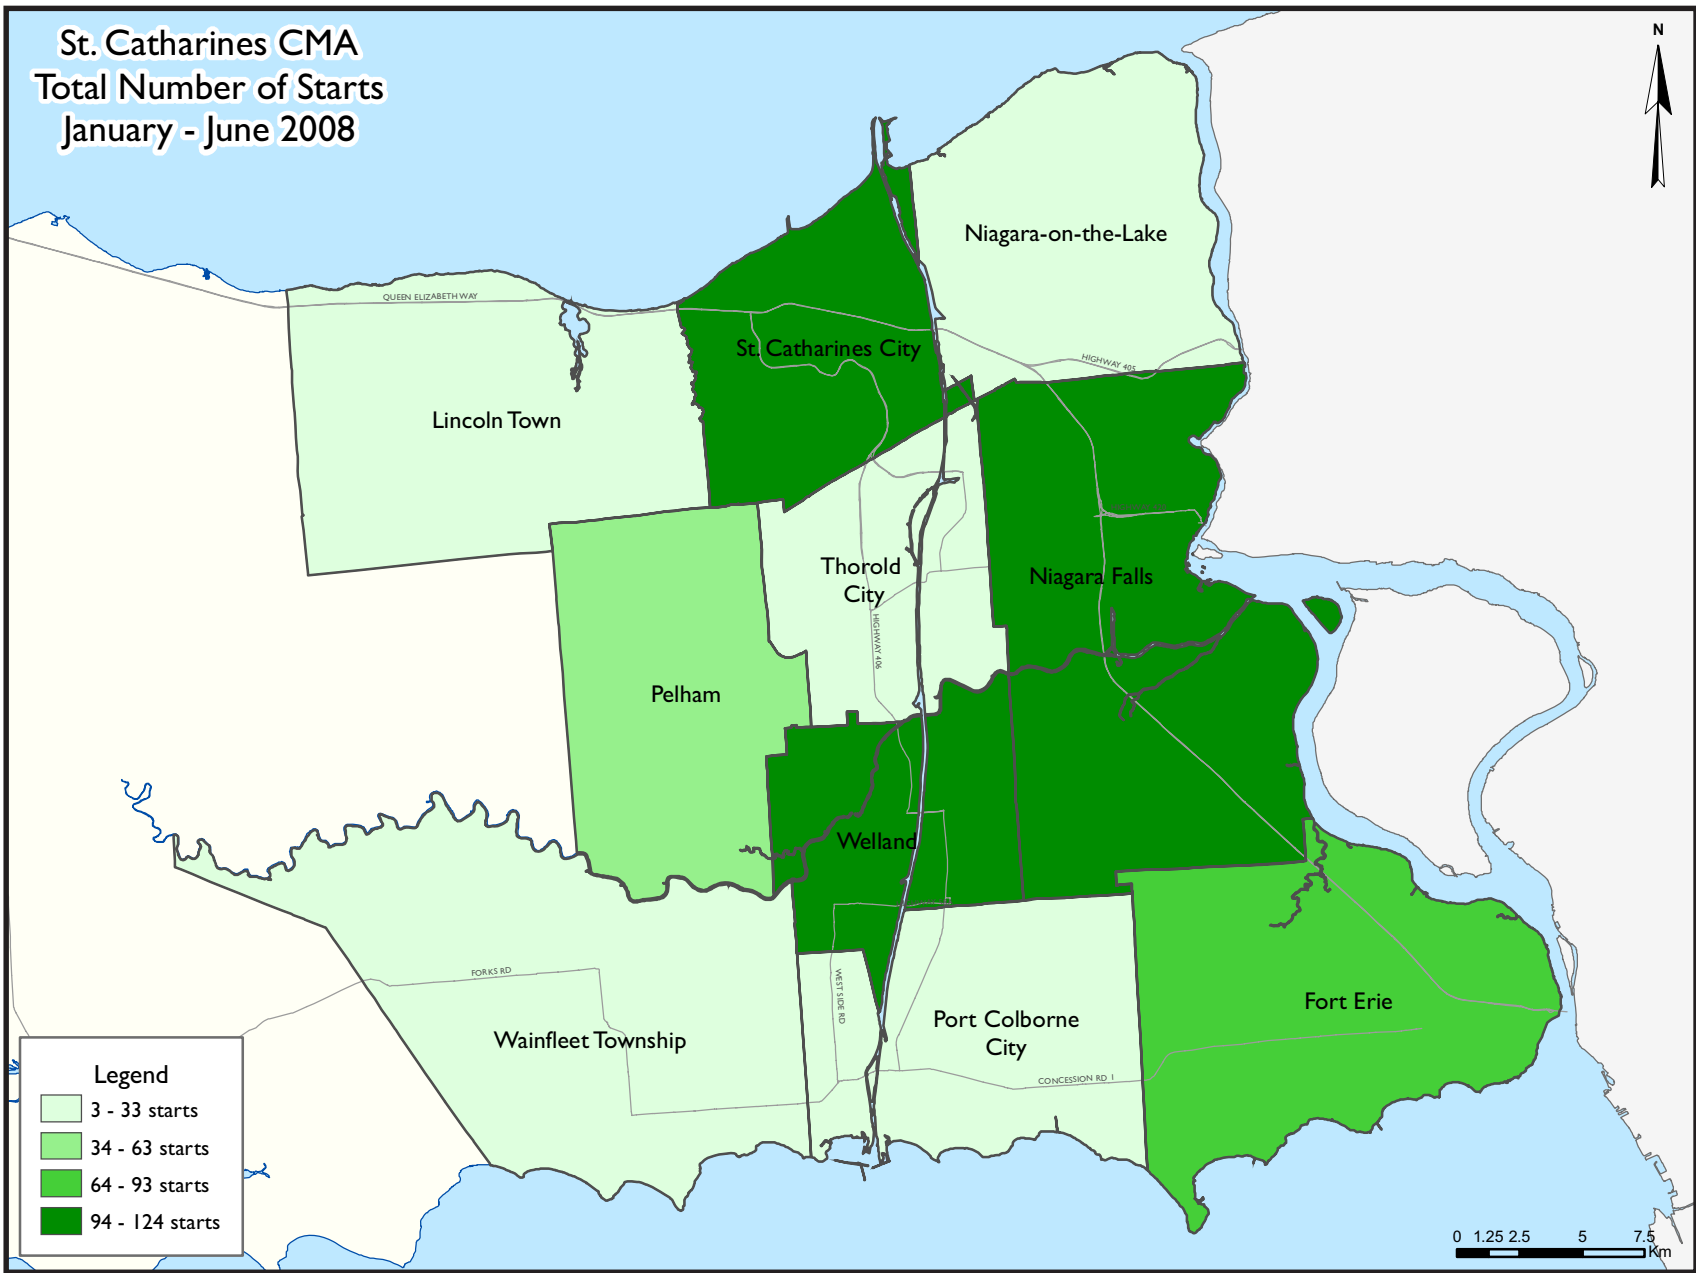 St. Catharines CMA
Total Number of Starts
January - June 2008
N
Niagara-on-the-Lake
QUEEN ELIZABETH WAY
St. Catharines City
HIGHWAY 405
Lincoln Town
Thorold
City
Niagara Falls
HIGHWAY 406
Pelham
Welland
FORKS RD
WEST SIDE RD
Fort Erie
Port Colborne
City
Wainfleet Township
CONCESSION RD 1
Legend
3 - 33 starts
34 - 63 starts
64 - 93 starts
94 - 124 starts
0 1.25 2.5 5 7.5
Km